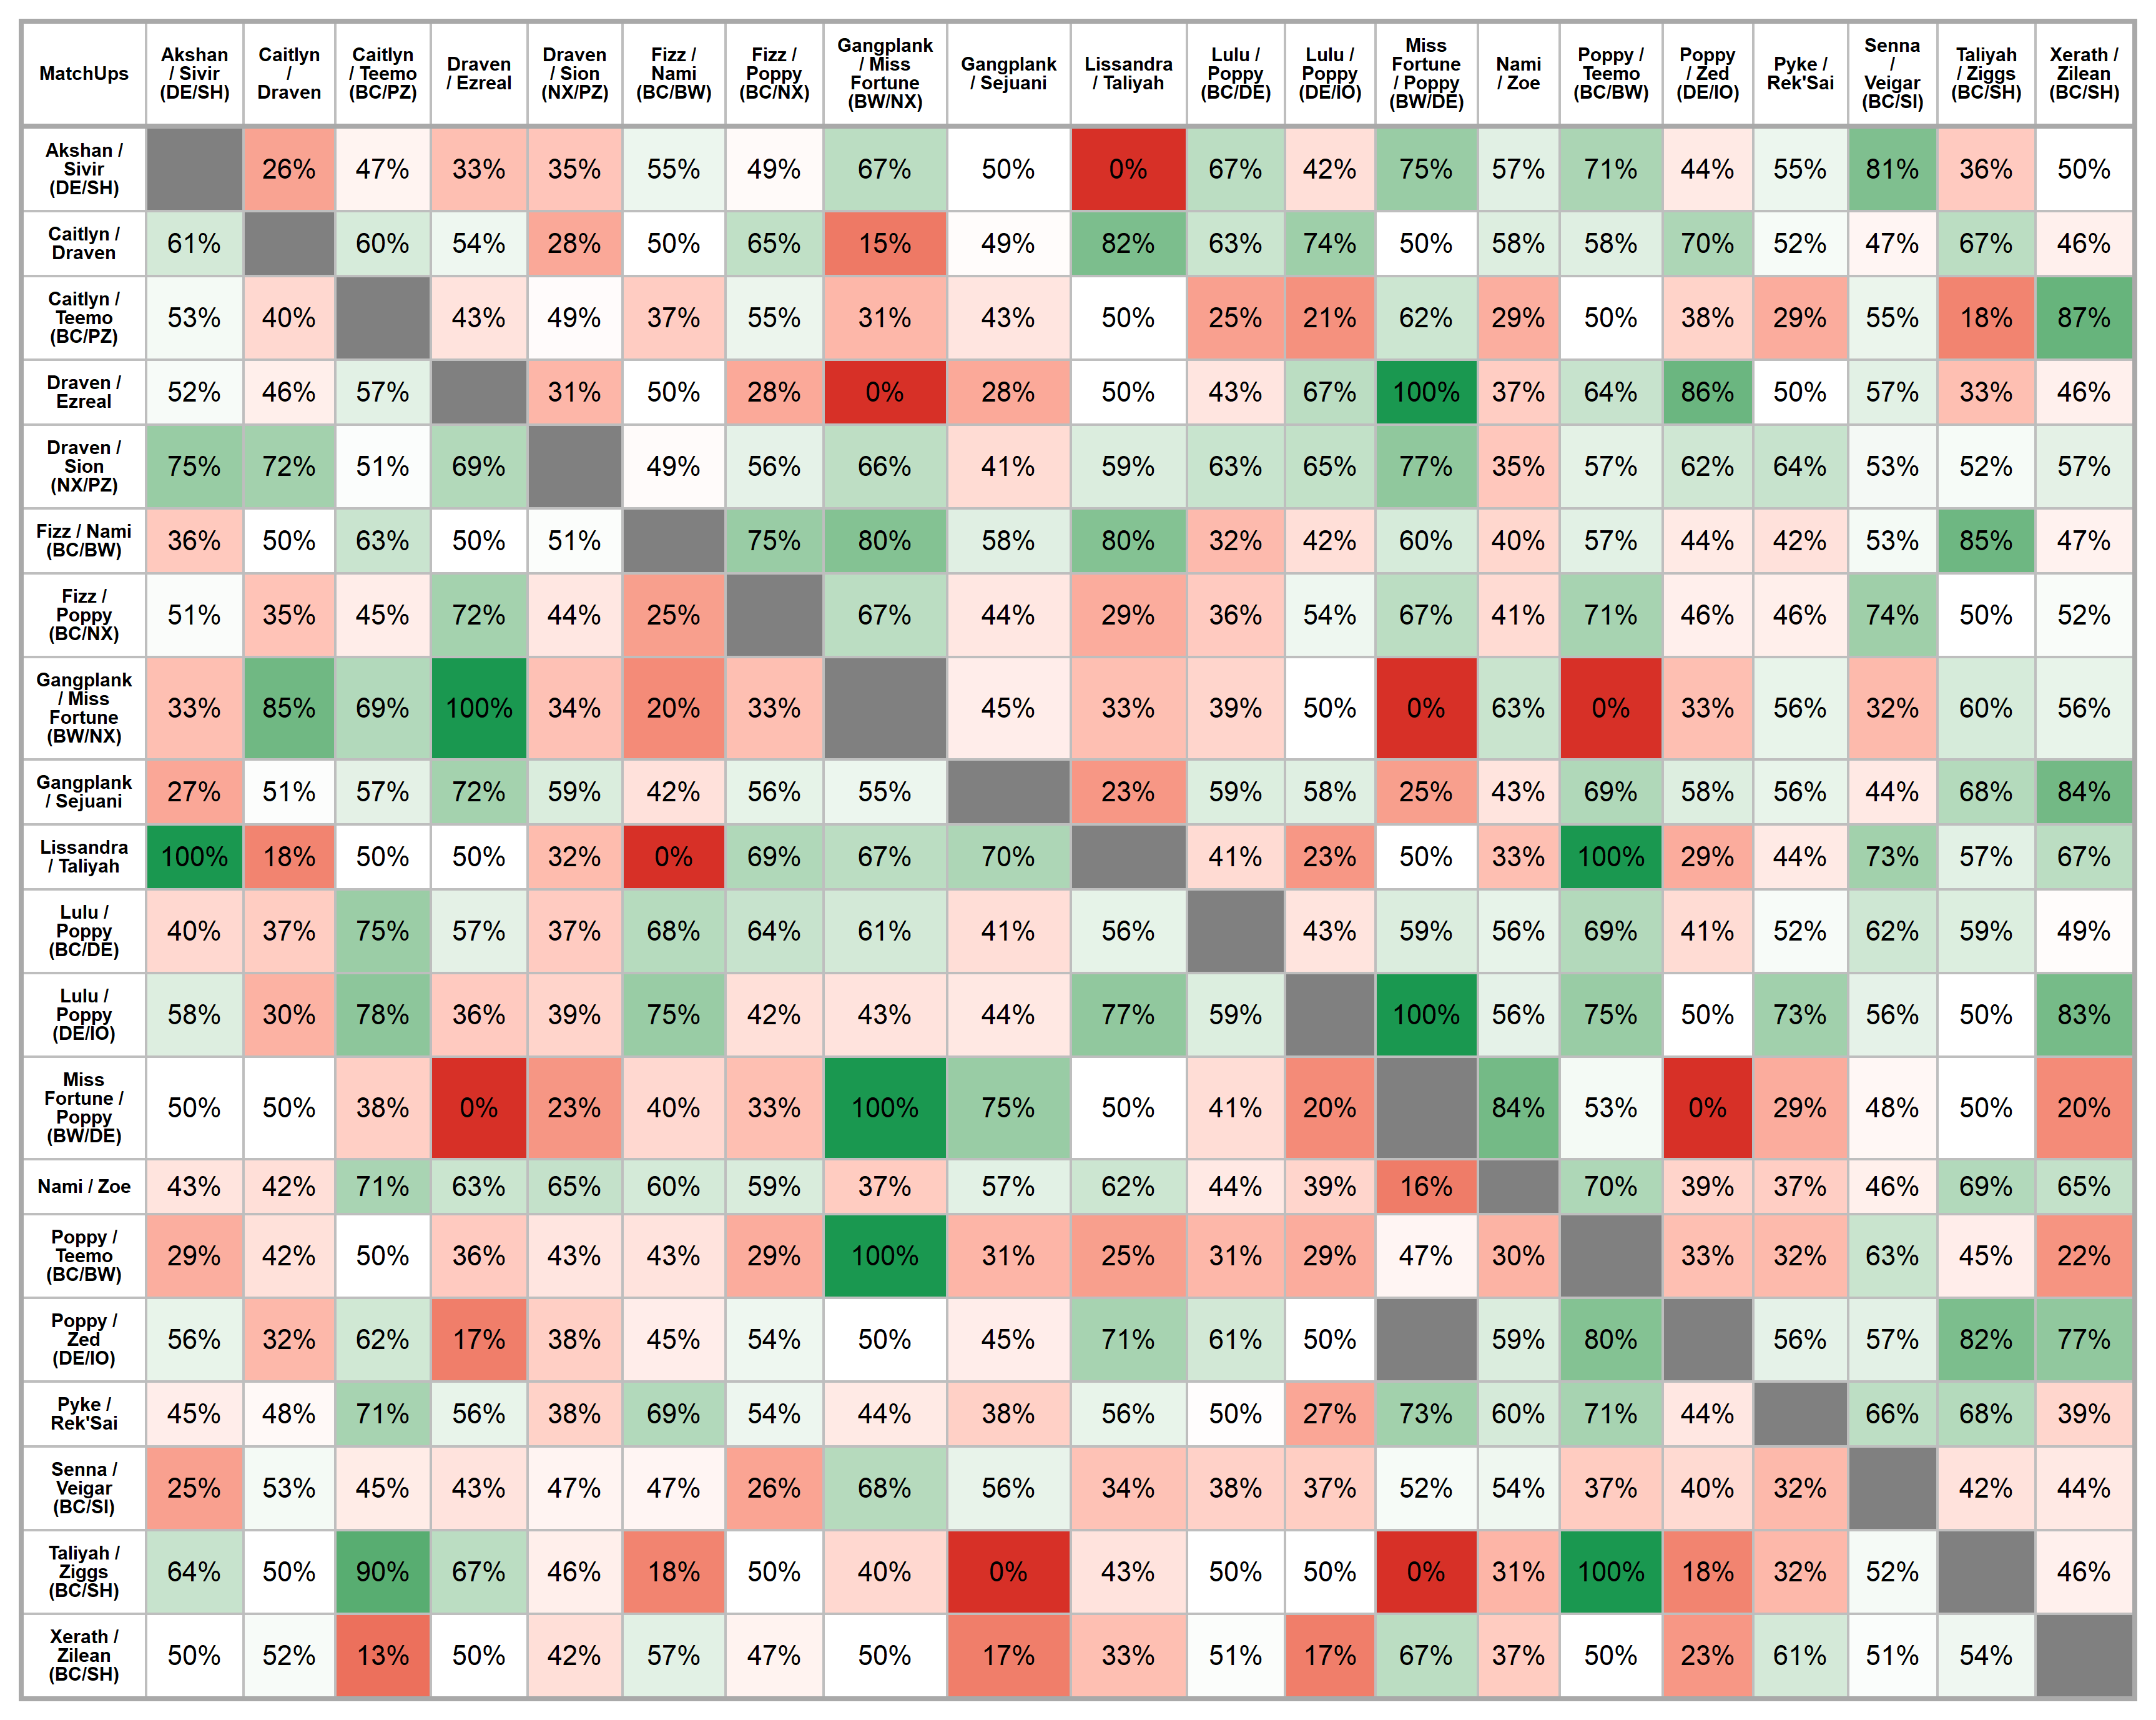 MatchUps Akshan / Sivir (DE/SH) Caitlyn / Draven Caitlyn / Teemo (BC/PZ) Draven / Ezreal Draven / Sion (NX/PZ) Fizz / Nami (BC/BW) Fizz / Poppy (BC/NX) Gangplank / Miss Fortune (BW/NX) Gangplank / Sejuani Lissandra / Taliyah Lulu / Poppy (BC/DE) Lulu / Poppy (DE/IO) Miss Fortune / Poppy (BW/DE) Nami / Zoe Poppy / Teemo (BC/BW) Poppy / Zed (DE/IO) Pyke / Rek'Sai Senna / Veigar (BC/SI) Taliyah / Ziggs (BC/SH) Xerath / Zilean (BC/SH)
Akshan / Sivir (DE/SH) 26% 47% 33% 35% 55% 49% 67% 50% 0% 67% 42% 75% 57% 71% 44% 55% 81% 36% 50%
Caitlyn / Draven 61% 60% 54% 28% 50% 65% 15% 49% 82% 63% 74% 50% 58% 58% 70% 52% 47% 67% 46%
Caitlyn / Teemo (BC/PZ) 53% 40% 43% 49% 37% 55% 31% 43% 50% 25% 21% 62% 29% 50% 38% 29% 55% 18% 87%
Draven / Ezreal 52% 46% 57% 31% 50% 28% 0% 28% 50% 43% 67% 100% 37% 64% 86% 50% 57% 33% 46%
Draven / Sion (NX/PZ) 75% 72% 51% 69% 49% 56% 66% 41% 59% 63% 65% 77% 35% 57% 62% 64% 53% 52% 57%
Fizz / Nami (BC/BW) 36% 50% 63% 50% 51% 75% 80% 58% 80% 32% 42% 60% 40% 57% 44% 42% 53% 85% 47%
Fizz / Poppy (BC/NX) 51% 35% 45% 72% 44% 25% 67% 44% 29% 36% 54% 67% 41% 71% 46% 46% 74% 50% 52%
Gangplank / Miss Fortune (BW/NX) 33% 85% 69% 100% 34% 20% 33% 45% 33% 39% 50% 0% 63% 0% 33% 56% 32% 60% 56%
Gangplank / Sejuani 27% 51% 57% 72% 59% 42% 56% 55% 23% 59% 58% 25% 43% 69% 58% 56% 44% 68% 84%
Lissandra / Taliyah 100% 18% 50% 50% 32% 0% 69% 67% 70% 41% 23% 50% 33% 100% 29% 44% 73% 57% 67%
Lulu / Poppy (BC/DE) 40% 37% 75% 57% 37% 68% 64% 61% 41% 56% 43% 59% 56% 69% 41% 52% 62% 59% 49%
Lulu / Poppy (DE/IO) 58% 30% 78% 36% 39% 75% 42% 43% 44% 77% 59% 100% 56% 75% 50% 73% 56% 50% 83%
Miss Fortune / Poppy (BW/DE) 50% 50% 38% 0% 23% 40% 33% 100% 75% 50% 41% 20% 84% 53% 0% 29% 48% 50% 20%
Nami / Zoe 43% 42% 71% 63% 65% 60% 59% 37% 57% 62% 44% 39% 16% 70% 39% 37% 46% 69% 65%
Poppy / Teemo (BC/BW) 29% 42% 50% 36% 43% 43% 29% 100% 31% 25% 31% 29% 47% 30% 33% 32% 63% 45% 22%
Poppy / Zed (DE/IO) 56% 32% 62% 17% 38% 45% 54% 50% 45% 71% 61% 50% 59% 80% 56% 57% 82% 77%
Pyke / Rek'Sai 45% 48% 71% 56% 38% 69% 54% 44% 38% 56% 50% 27% 73% 60% 71% 44% 66% 68% 39%
Senna / Veigar (BC/SI) 25% 53% 45% 43% 47% 47% 26% 68% 56% 34% 38% 37% 52% 54% 37% 40% 32% 42% 44%
Taliyah / Ziggs (BC/SH) 64% 50% 90% 67% 46% 18% 50% 40% 0% 43% 50% 50% 0% 31% 100% 18% 32% 52% 46%
Xerath / Zilean (BC/SH) 50% 52% 13% 50% 42% 57% 47% 50% 17% 33% 51% 17% 67% 37% 50% 23% 61% 51% 54%